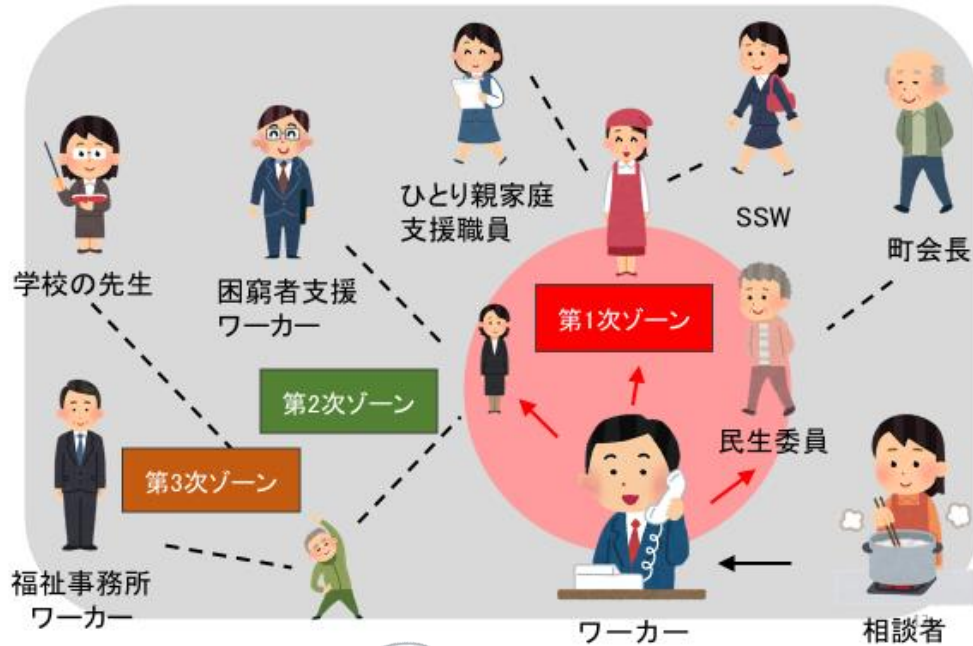 ひとり親家庭
支援職員
SSW
町会長
学校の先生
困窮者支援
ワーカー
第1次ゾーン
第2次ゾーン
民生委員
第3次ゾーン
福祉事務所
ワーカー
ワーカー
相談者